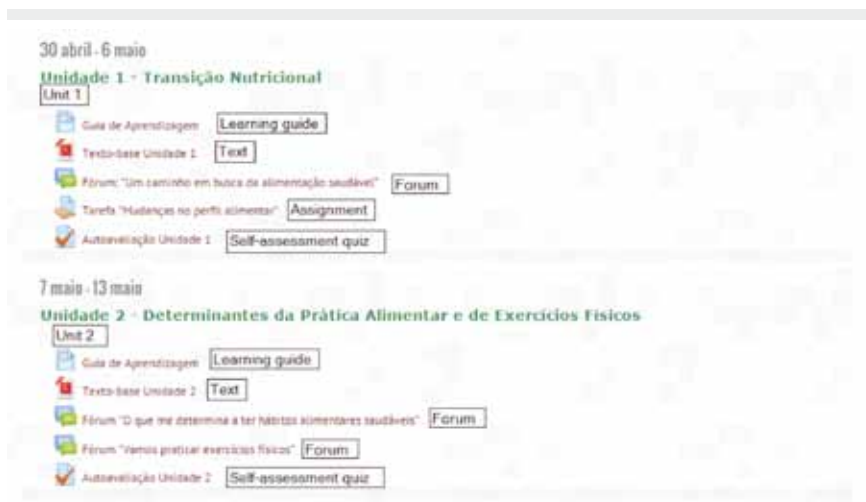 30 abril - 6 maio
Unidade 1 - Transição Nutricional
Unit 1
Guia de Aprendizagem Learning guide
Texto-base Unidade 1 Text
Fórum: "Um caminho em busca da alimentação saudável" Forum
Tarefa "Mudanças no perfil alimentar" Assignment
Autoavaliação Unidade 1 Self-assessment quiz
7 maio - 13 maio
Unidade 2 - Determinantes da Prática Alimentar e de Exercícios Físicos
Unit 2
Guia de Aprendizagem Learning guide
Texto-base Unidade 2 Text
Fórum "O que me determina a ter hábitos alimentares saudáveis" Forum
Fórum "Vamos praticar exercícios físicos" Forum
Autoavaliação Unidade 2 Self-assessment quiz